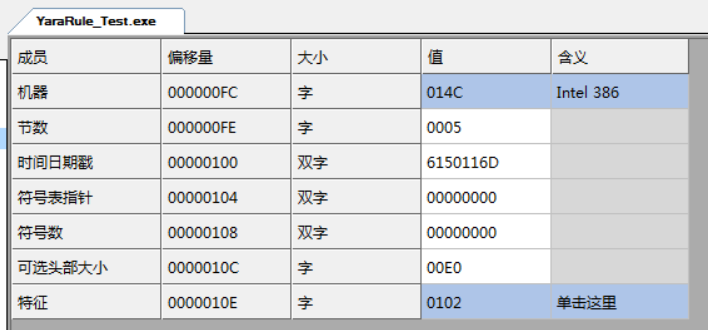 YaraRule_Test.exe
成员 偏移量 大小 值 含义
机器 000000FC 字 014C Intel 386
节数 000000FE 字 0005
时间日期戳 00000100 双字 6150116D
符号表指针 00000104 双字 00000000
符号数 00000108 双字 00000000
可选头部大小 0000010C 字 00E0
特征 0000010E 字 0102 单击这里